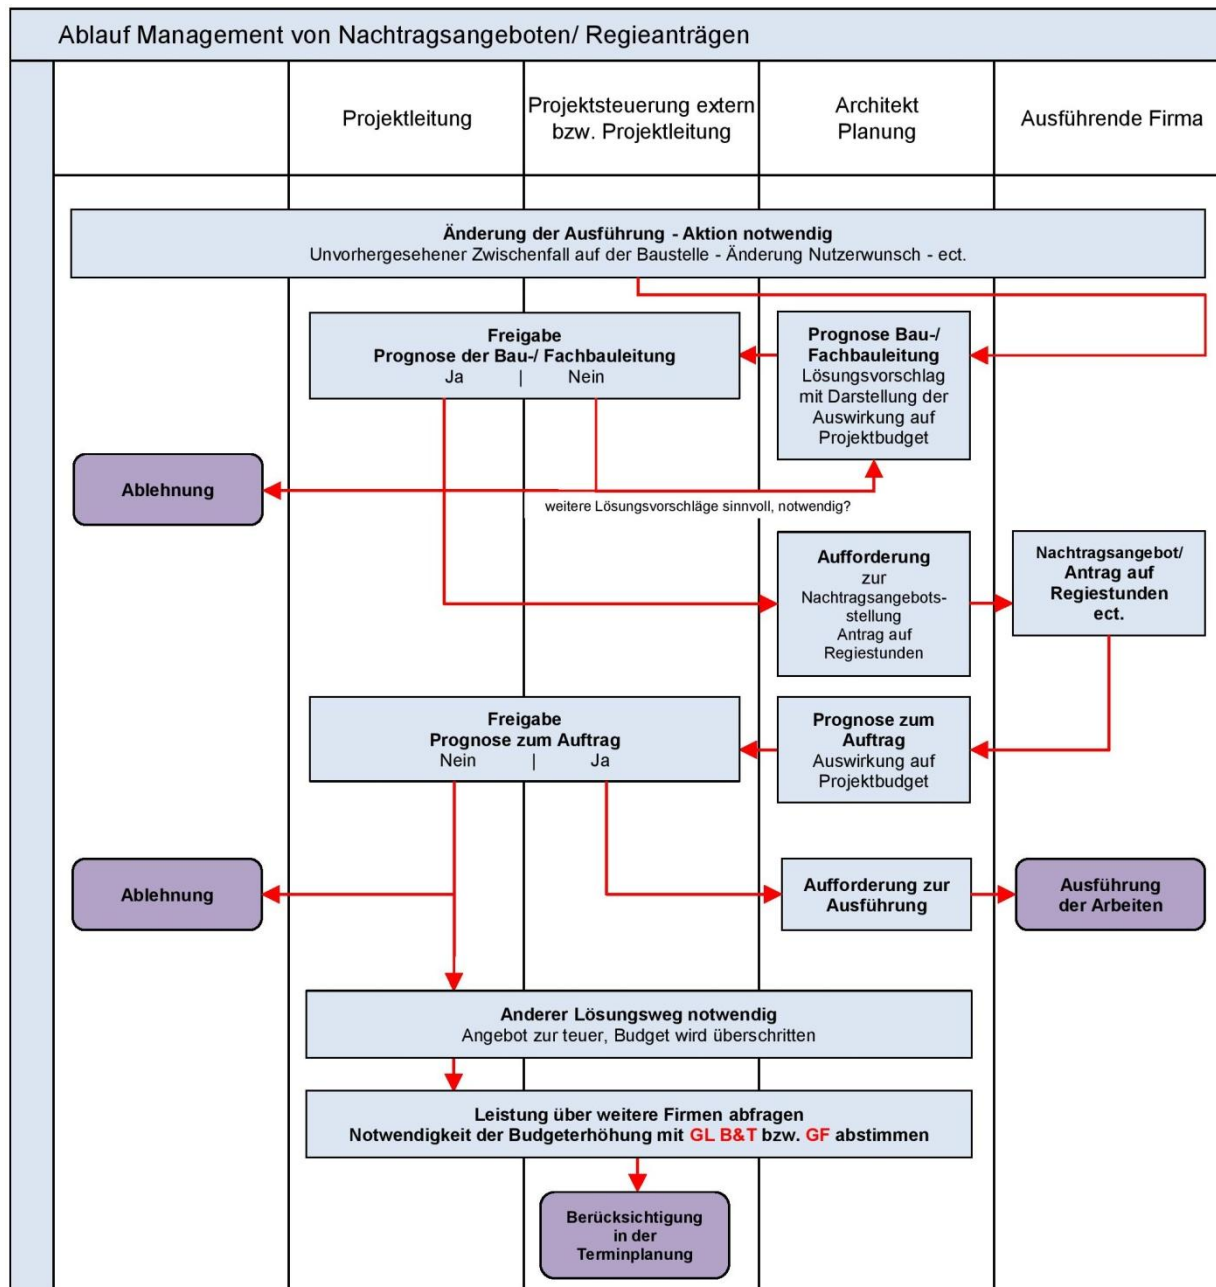 Ablauf Management von Nachtragsangeboten/ Regieanträgen
Projektleitung
Projektsteuerung extern
bzw. Projektleitung
Architekt
Planung
Ausführende Firma
Änderung der Ausführung - Aktion notwendig
Unvorhergesehener Zwischenfall auf der Baustelle - Änderung Nutzerwunsch - ect.
Freigabe
Prognose der Bau-/ Fachbauleitung
Ja | Nein
Prognose Bau-/
Fachbauleitung
Lösungsvorschlag
mit Darstellung der
Auswirkung auf
Projektbudget
Ablehnung
weitere Lösungsvorschläge sinnvoll, notwendig?
Aufforderung
zur
Nachtragsangebots-
stellung
Antrag auf
Regiestunden
Nachtragsangebot/
Antrag auf
Regiestunden
ect.
Freigabe
Prognose zum Auftrag
Nein | Ja
Prognose zum
Auftrag
Auswirkung auf
Projektbudget
Ablehnung
Aufforderung zur
Ausführung
Ausführung
der Arbeiten
Anderer Lösungsweg notwendig
Angebot zur teuer, Budget wird überschritten
Leistung über weitere Firmen abfragen
Notwendigkeit der Budgeterhöhung mit GL B&T bzw. GF abstimmen
Berücksichtigung
in der
Terminplanung